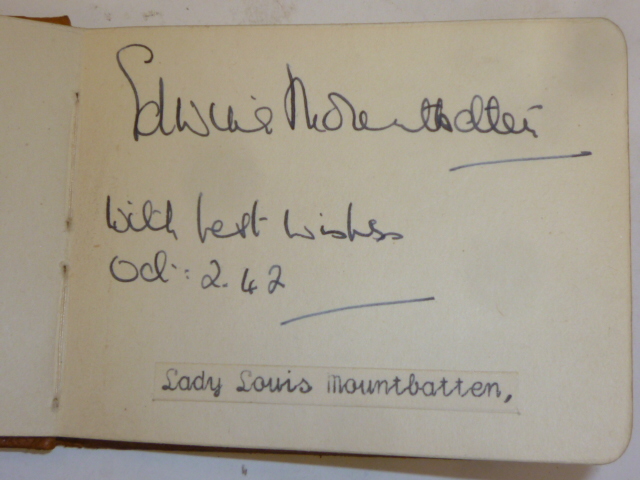 Edwina Mountbatten
With best wishes
Oct: 2.42
Lady Louis Mountbatten,